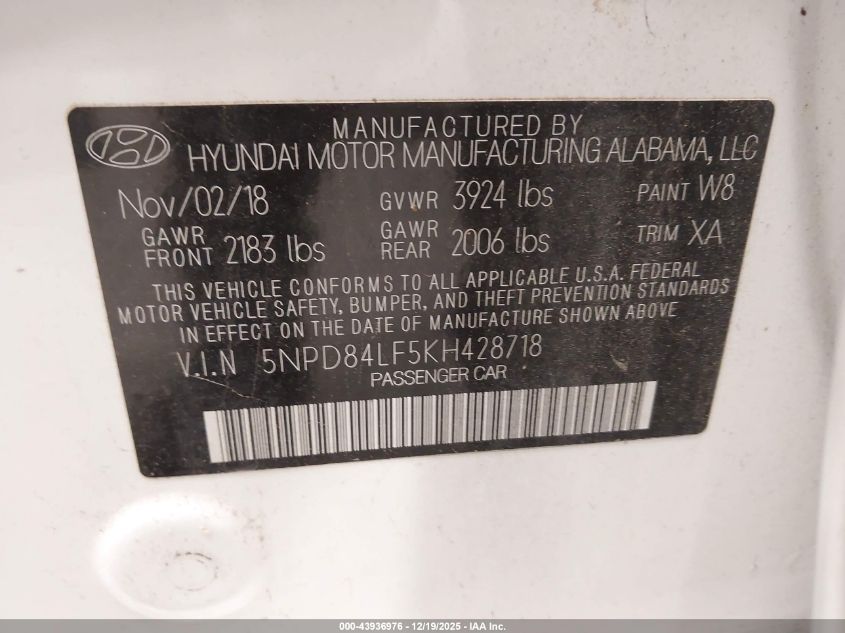 MANUFACTURED BY
HYUNDAI MOTOR MANUFACTURING ALABAMA, LLC
Nov/02/18 GVWR 3924 lbs PAINT W8
GAWR FRONT 2183 lbs GAWR REAR 2006 lbs TRIM XA
THIS VEHICLE CONFORMS TO ALL APPLICABLE U.S.A. FEDERAL
MOTOR VEHICLE SAFETY, BUMPER, AND THEFT PREVENTION STANDARDS
IN EFFECT ON THE DATE OF MANUFACTURE SHOWN ABOVE
V.I.N 5NPD84LF5KH428718
PASSENGER CAR
000-43936976 - 12/19/2025 - IAA Inc.